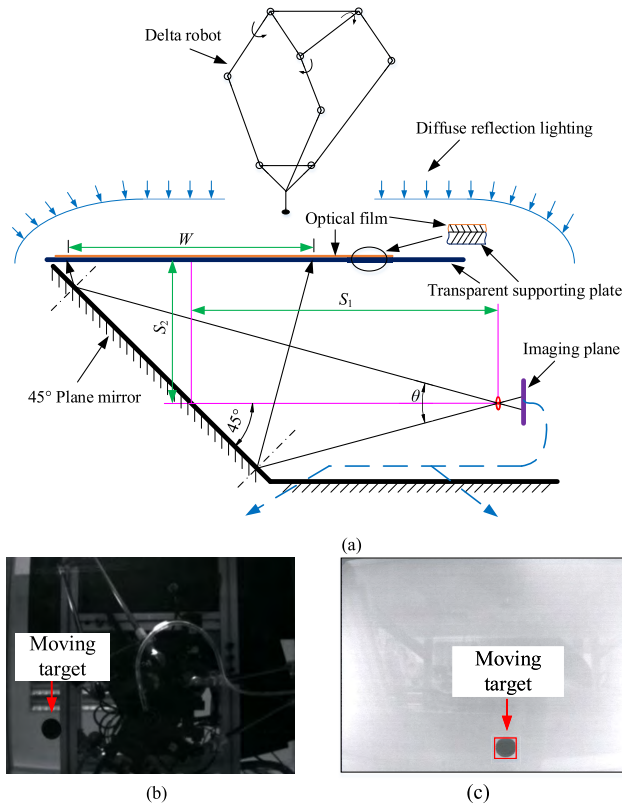 Delta robot
Diffuse reflection lighting
Optical film
W
Transparent supporting plate
S1
S2
Imaging plane
45° Plane mirror
θ
45°
(a)
Moving
target
Moving
target
(b)
(c)